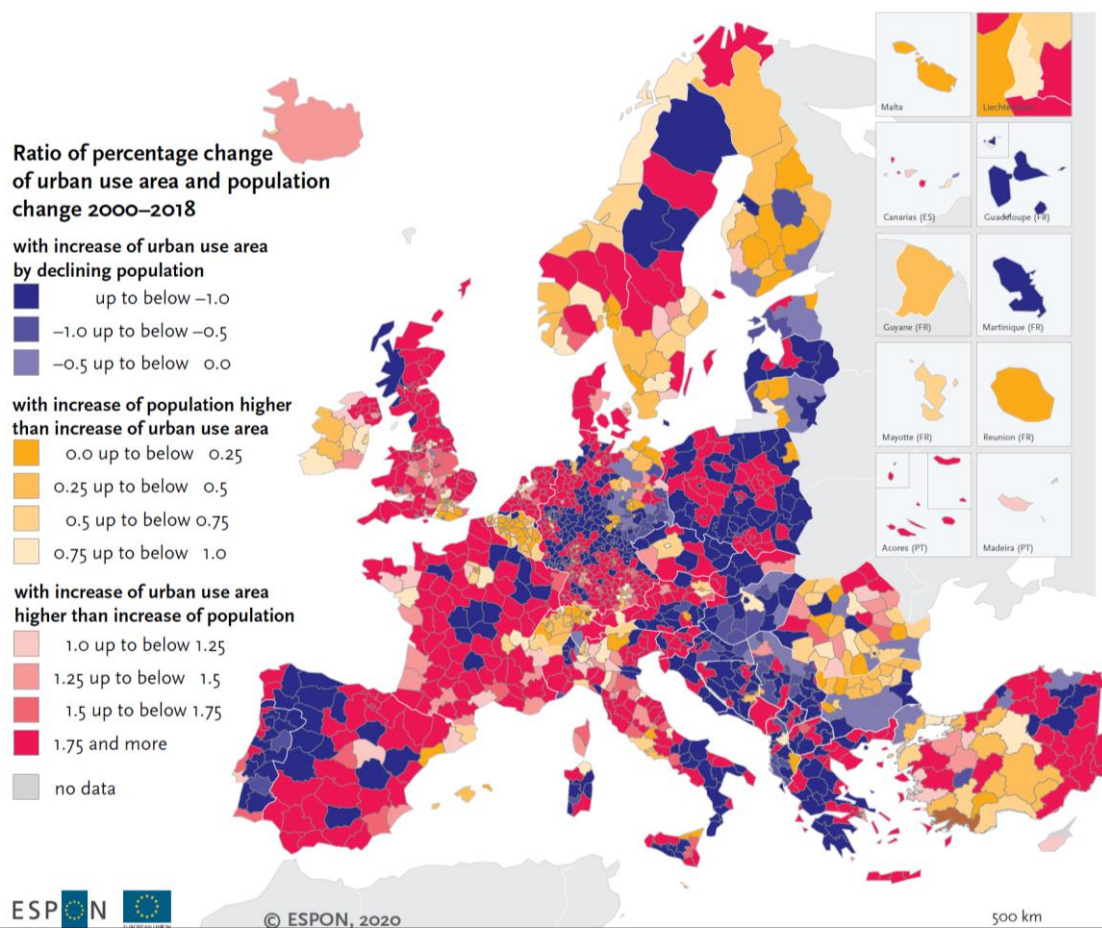 Ratio of percentage change
of urban use area and population
change 2000–2018
with increase of urban use area
by declining population
up to below –1.0
–1.0 up to below –0.5
–0.5 up to below 0.0
with increase of population higher
than increase of urban use area
0.0 up to below 0.25
0.25 up to below 0.5
0.5 up to below 0.75
0.75 up to below 1.0
with increase of urban use area
higher than increase of population
1.0 up to below 1.25
1.25 up to below 1.5
1.5 up to below 1.75
1.75 and more
no data
Malta
Canarias (ES)
Guadeloupe (FR)
Guyane (FR)
Martinique (FR)
Mayotte (FR)
Reunion (FR)
Acores (PT)
Madeira (PT)
ESPON
EUROPEAN UNION
© ESPON, 2020
500 km